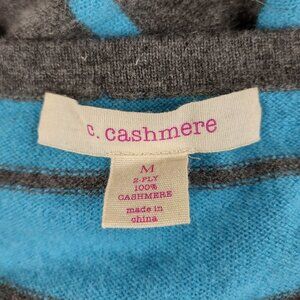 c. cashmere
M
2-PLY
100%
CASHMERE
made in
china